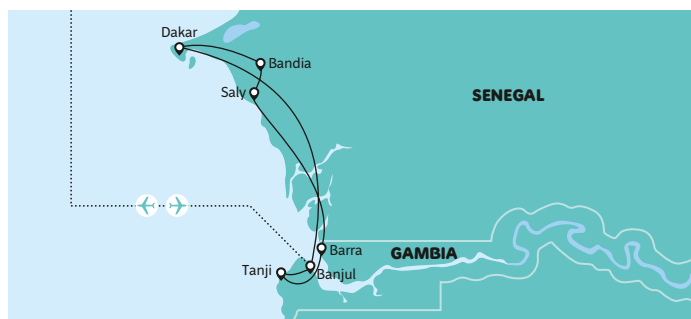 Dakar
Bandia
Saly
SENEGAL
Barra
GAMBIA
Tanji
Banjul